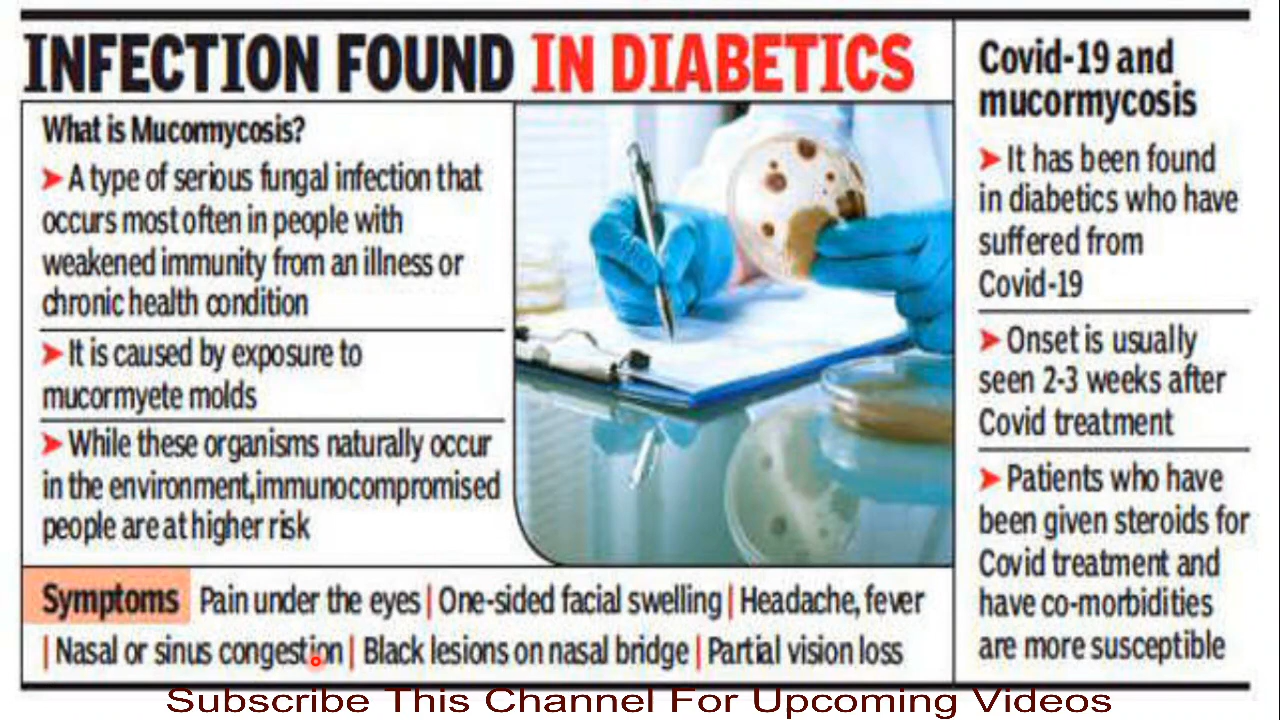 INFECTION FOUND IN DIABETICS
What is Mucormycosis?
➤ A type of serious fungal infection that
occurs most often in people with
weakened immunity from an illness or
chronic health condition
➤ It is caused by exposure to
mucormyete molds
➤ While these organisms naturally occur
in the environment, immunocompromised
people are at higher risk
Symptoms Pain under the eyes | One-sided facial swelling | Headache, fever
| Nasal or sinus congestion | Black lesions on nasal bridge | Partial vision loss
Covid-19 and
mucormycosis
➤ It has been found
in diabetics who have
suffered from
Covid-19
➤ Onset is usually
seen 2-3 weeks after
Covid treatment
➤ Patients who have
been given steroids for
Covid treatment and
have co-morbidities
are more susceptible
Subscribe This Channel For Upcoming Videos